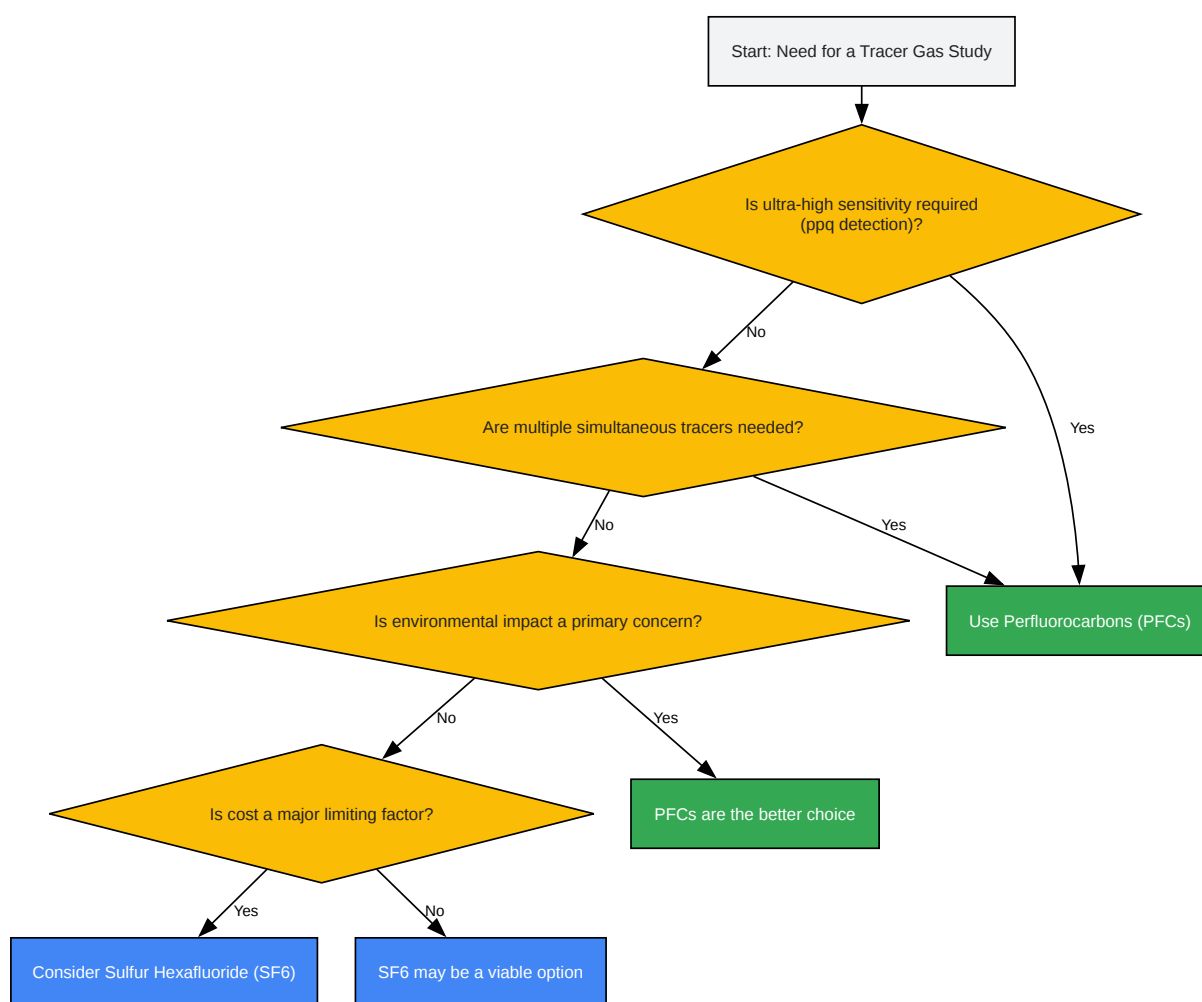 Start: Need for a Tracer Gas Study
Is ultra-high sensitivity required
(ppq detection)?
No
Yes
Are multiple simultaneous tracers needed?
No
Yes
Is environmental impact a primary concern?
Use Perfluorocarbons (PFCs)
No
Yes
Is cost a major limiting factor?
PFCs are the better choice
Yes
No
Consider Sulfur Hexafluoride (SF6)
SF6 may be a viable option